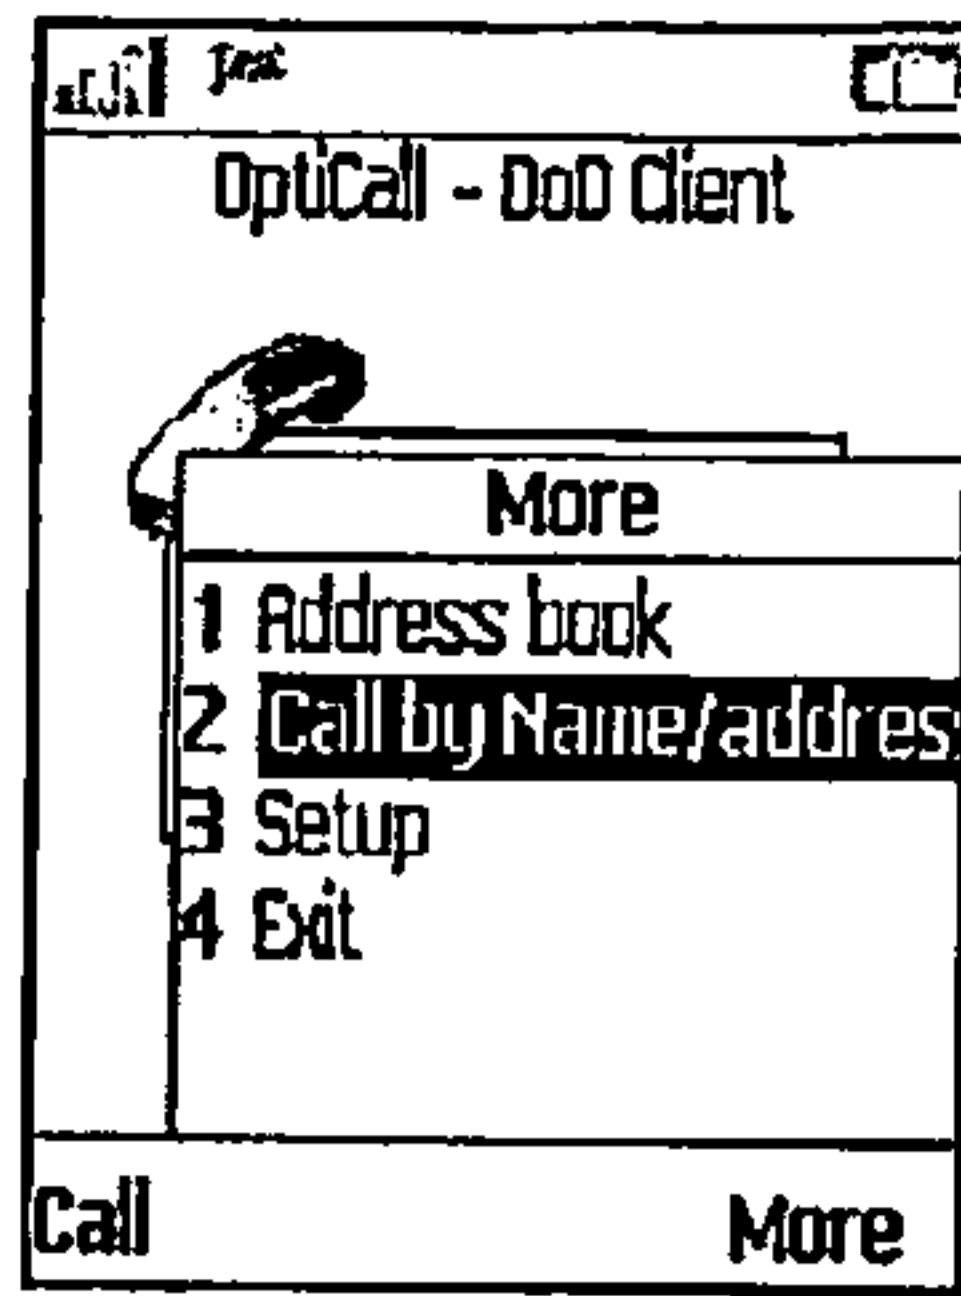 OptiCall - DoD Client
More
1 Address book
2 Call by Name/addres
3 Setup
4 Exit
Call More